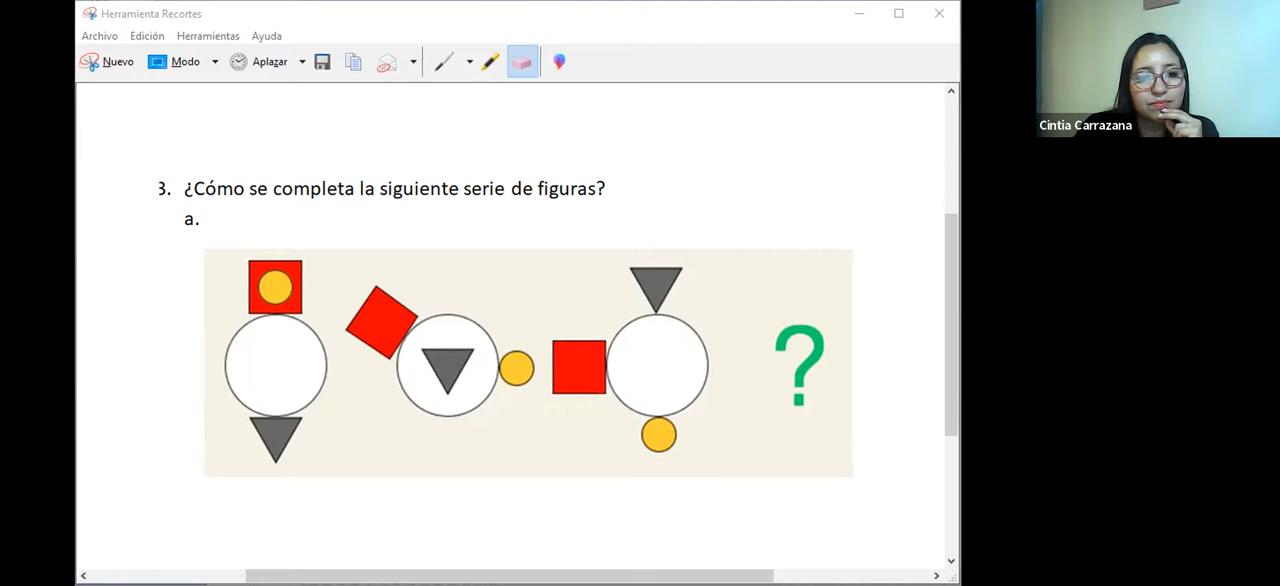 Herramienta Recortes
Archivo Edición Herramientas Ayuda
Nuevo Modo Aplazar
Cintia Carrazana
3. ¿Cómo se completa la siguiente serie de figuras?
a.
?